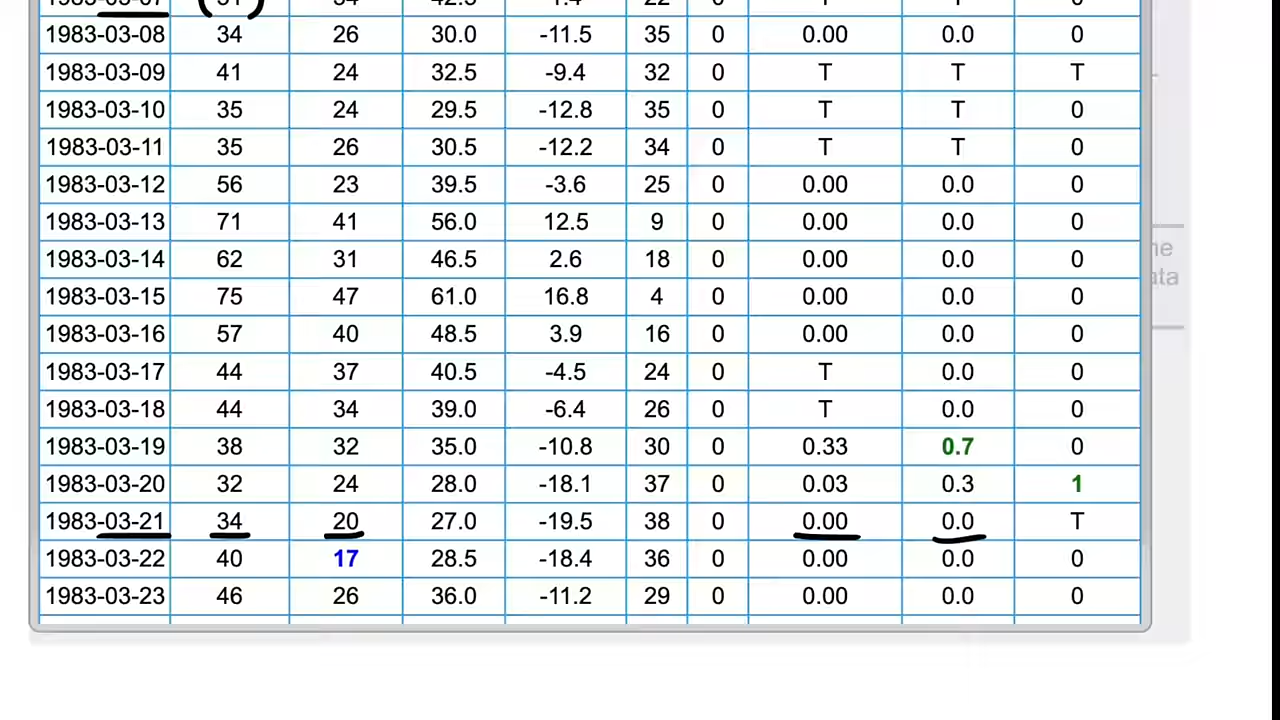 1983-03-07 51 34 42.5 1.4 22 0 T T 0
1983-03-08 34 26 30.0 -11.5 35 0 0.00 0.0 0
1983-03-09 41 24 32.5 -9.4 32 0 T T T
1983-03-10 35 24 29.5 -12.8 35 0 T T 0
1983-03-11 35 26 30.5 -12.2 34 0 T T 0
1983-03-12 56 23 39.5 -3.6 25 0 0.00 0.0 0
1983-03-13 71 41 56.0 12.5 9 0 0.00 0.0 0
1983-03-14 62 31 46.5 2.6 18 0 0.00 0.0 0
1983-03-15 75 47 61.0 16.8 4 0 0.00 0.0 0
1983-03-16 57 40 48.5 3.9 16 0 0.00 0.0 0
1983-03-17 44 37 40.5 -4.5 24 0 T 0.0 0
1983-03-18 44 34 39.0 -6.4 26 0 T 0.0 0
1983-03-19 38 32 35.0 -10.8 30 0 0.33 0.7 0
1983-03-20 32 24 28.0 -18.1 37 0 0.03 0.3 1
1983-03-21 34 20 27.0 -19.5 38 0 0.00 0.0 T
1983-03-22 40 17 28.5 -18.4 36 0 0.00 0.0 0
1983-03-23 46 26 36.0 -11.2 29 0 0.00 0.0 0